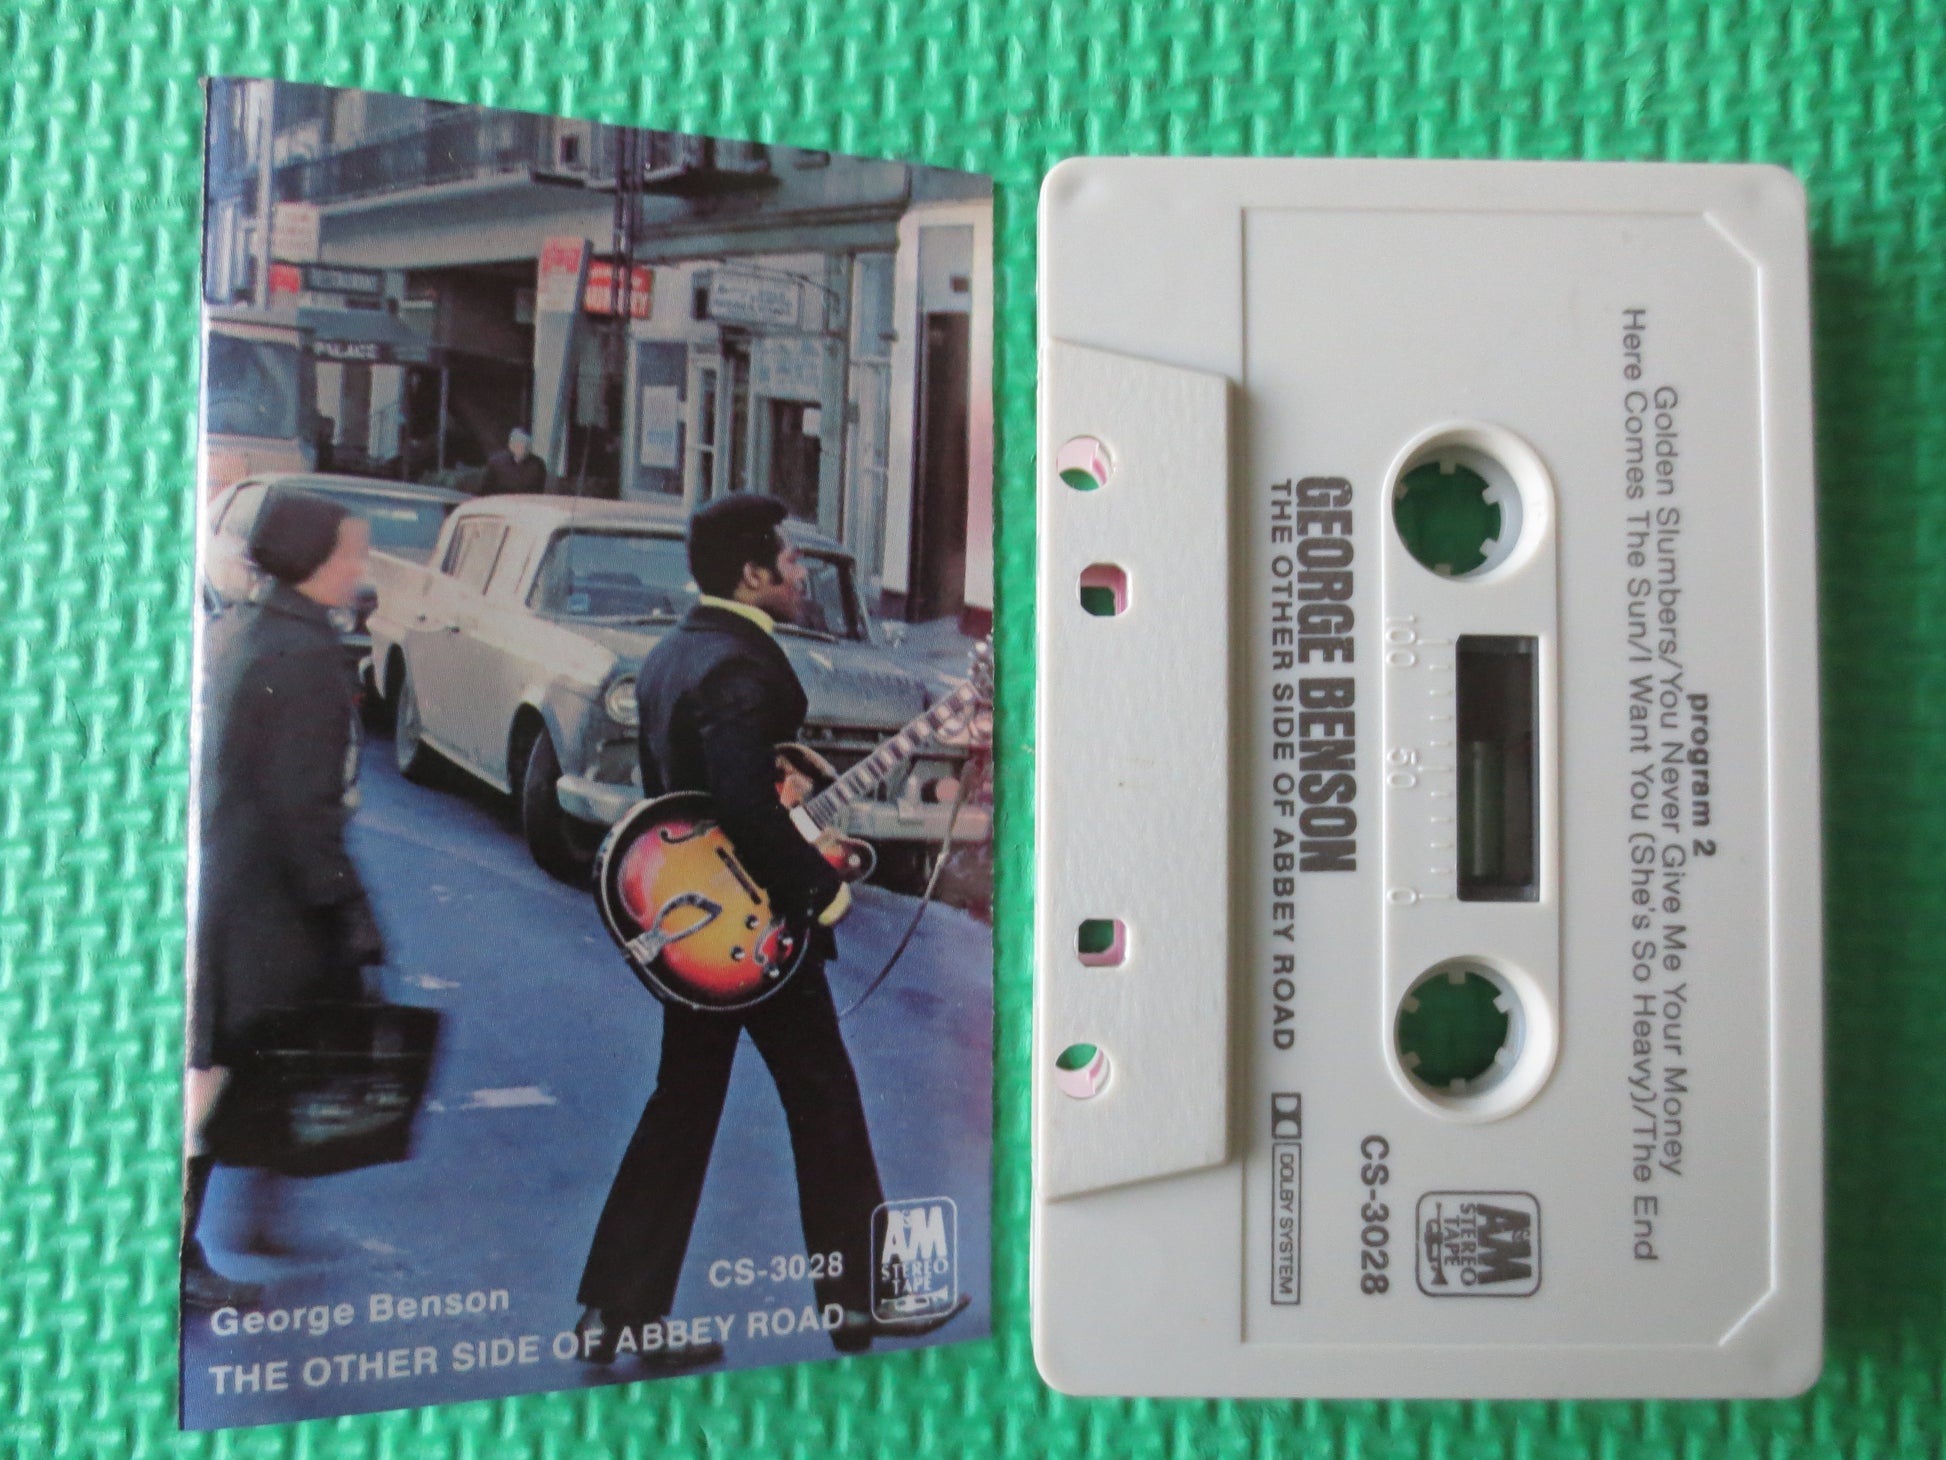 PALACE
CS-3028
George Benson
THE OTHER SIDE OF ABBEY ROAD
A&M
STEREO
TAPE
program 2
Golden Slumbers/You Never Give Me Your Money
Here Comes The Sun/I Want You (She's So Heavy)/The End
100 50 0
GEORGE BENSON
THE OTHER SIDE OF ABBEY ROAD
DOLBY SYSTEM
CS-3028
A&M
STEREO
TAPE